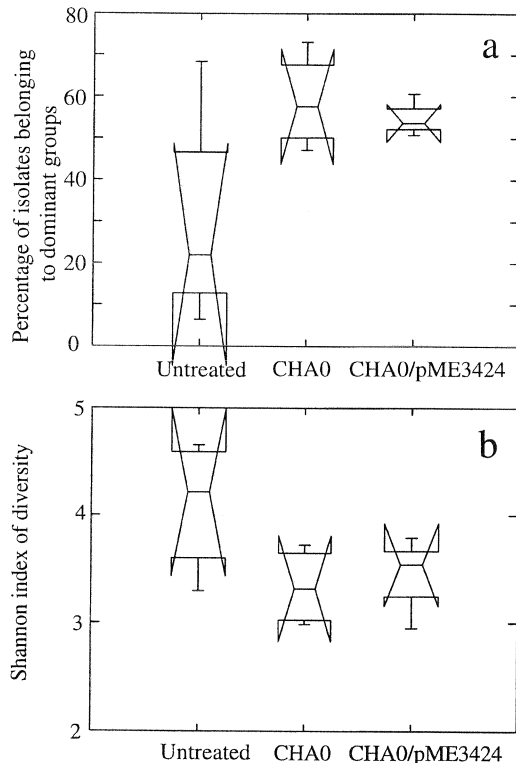 80
a
60
40
20
0
Percentage of isolates belonging
to dominant groups
Untreated CHA0 CHA0/pME3424
5
b
4
3
2
Shannon index of diversity
Untreated CHA0 CHA0/pME3424